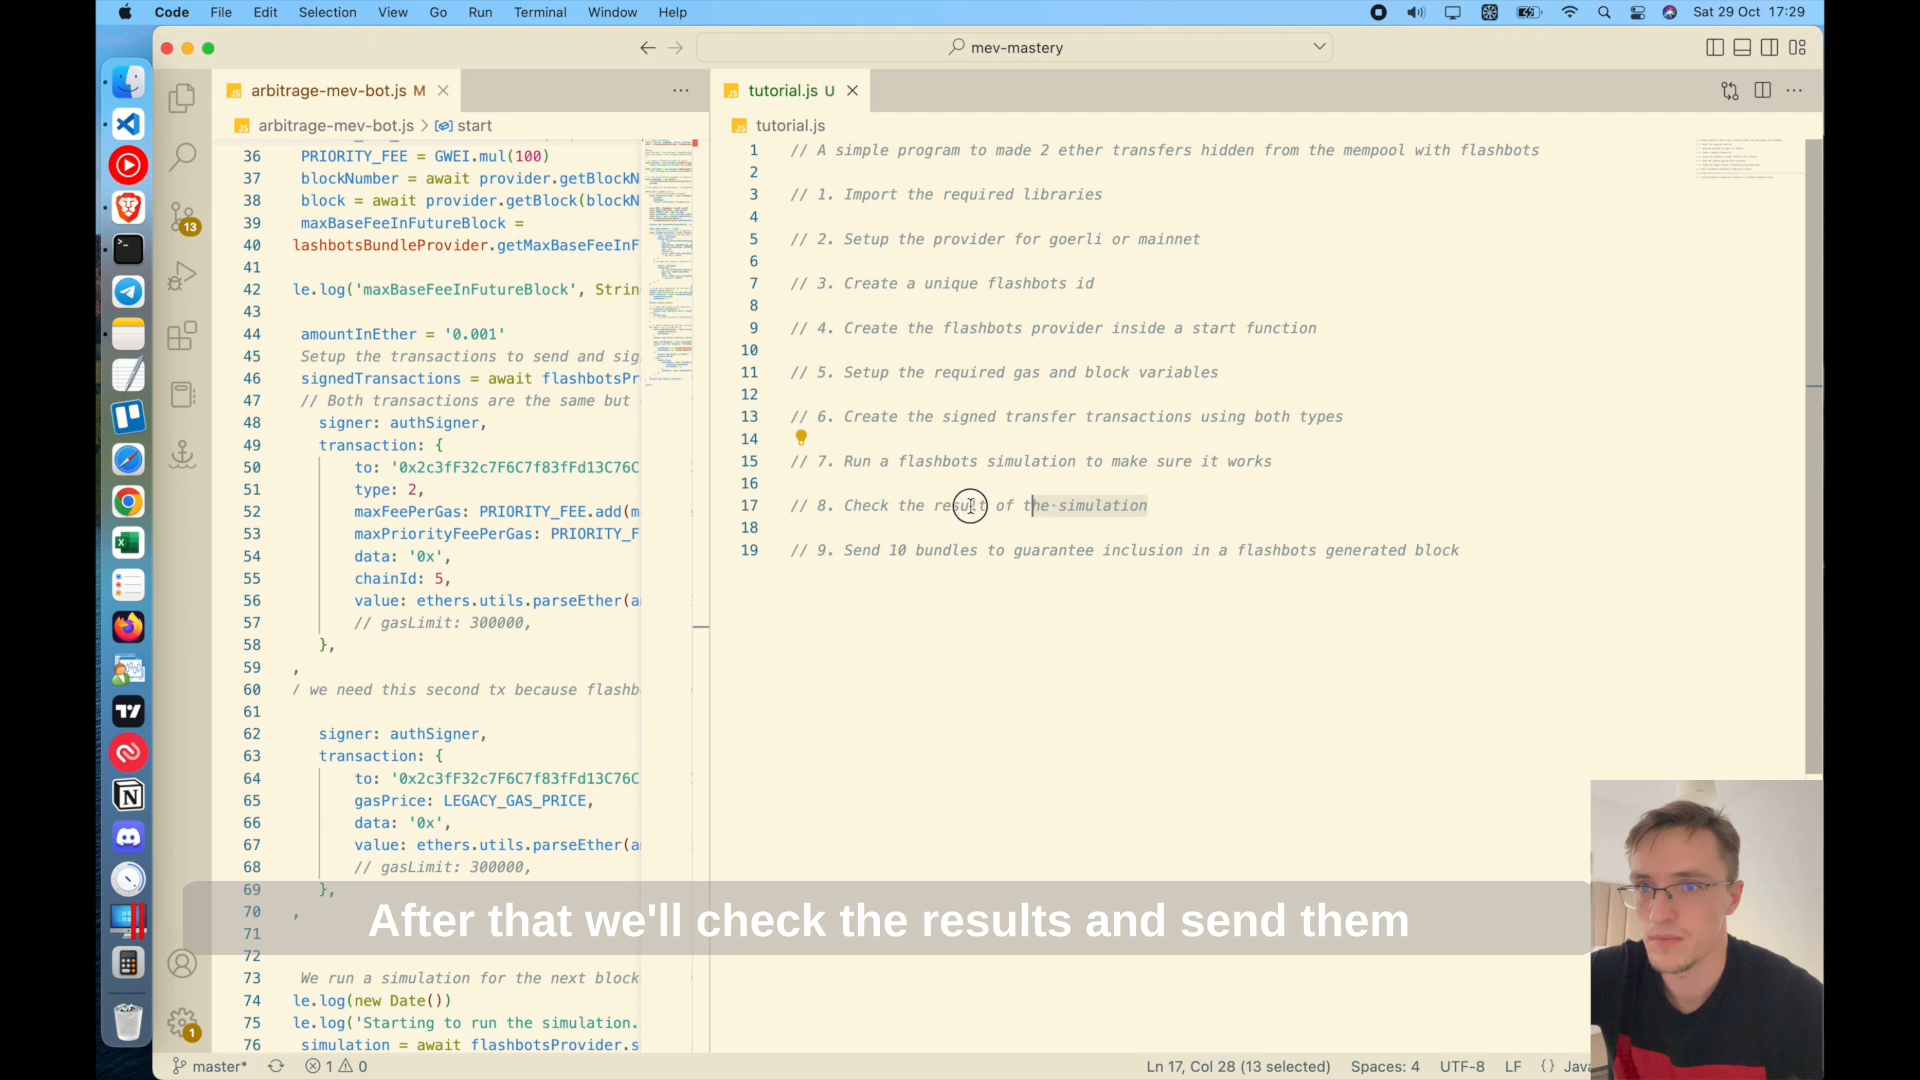 Code File Edit Selection View Go Run Terminal Window Help
Sat 29 Oct 17:29
mev-mastery
arbitrage-mev-bot.js M
arbitrage-mev-bot.js > start
36 PRIORITY_FEE = GWEI.mul(100)
37 blockNumber = await provider.getBlockN
38 block = await provider.getBlock(blockN
39 maxBaseFeeInFutureBlock =
40 lashbotsBundleProvider.getMaxBaseFeeInF
41
42 le.log('maxBaseFeeInFutureBlock', Strin
43
44 amountInEther = '0.001'
45 Setup the transactions to send and sig
46 signedTransactions = await flashbotsPr
47 // Both transactions are the same but
48 signer: authSigner,
49 transaction: {
50 to: '0x2c3fF32c7F6C7f83fFd13C76C
51 type: 2,
52 maxFeePerGas: PRIORITY_FEE.add(m
53 maxPriorityFeePerGas: PRIORITY_F
54 data: '0x',
55 chainId: 5,
56 value: ethers.utils.parseEther(a
57 // gasLimit: 300000,
58 },
59 ,
60 / we need this second tx because flashb
61
62 signer: authSigner,
63 transaction: {
64 to: '0x2c3fF32c7F6C7f83fFd13C76C
65 gasPrice: LEGACY_GAS_PRICE,
66 data: '0x',
67 value: ethers.utils.parseEther(a
68 // gasLimit: 300000,
69 },
70 ,
71
72
73 We run a simulation for the next block
74 le.log(new Date())
75 le.log('Starting to run the simulation.
76 simulation = await flashbotsProvider.s
tutorial.js U
tutorial.js
1 // A simple program to made 2 ether transfers hidden from the mempool with flashbots
2
3 // 1. Import the required libraries
4
5 // 2. Setup the provider for goerli or mainnet
6
7 // 3. Create a unique flashbots id
8
9 // 4. Create the flashbots provider inside a start function
10
11 // 5. Setup the required gas and block variables
12
13 // 6. Create the signed transfer transactions using both types
14
15 // 7. Run a flashbots simulation to make sure it works
16
17 // 8. Check the result of the simulation
18
19 // 9. Send 10 bundles to guarantee inclusion in a flashbots generated block
13
1
After that we'll check the results and send them
master* 1 0
Ln 17, Col 28 (13 selected) Spaces: 4 UTF-8 LF {} Jav